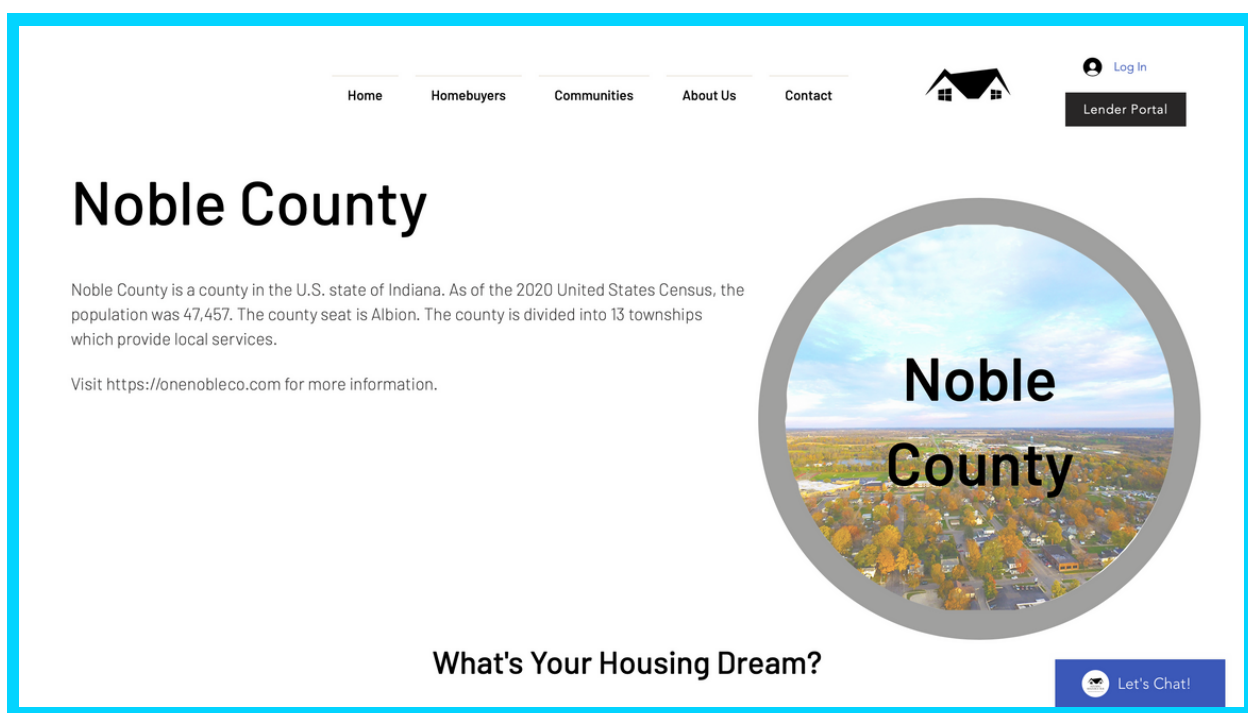 Home
Homebuyers
Communities
About Us
Contact
Log In
Lender Portal
Noble County
Noble County is a county in the U.S. state of Indiana. As of the 2020 United States Census, the
population was 47,457. The county seat is Albion. The county is divided into 13 townships
which provide local services.
Visit https://onenobleco.com for more information.
Noble
County
What's Your Housing Dream?
Let's Chat!